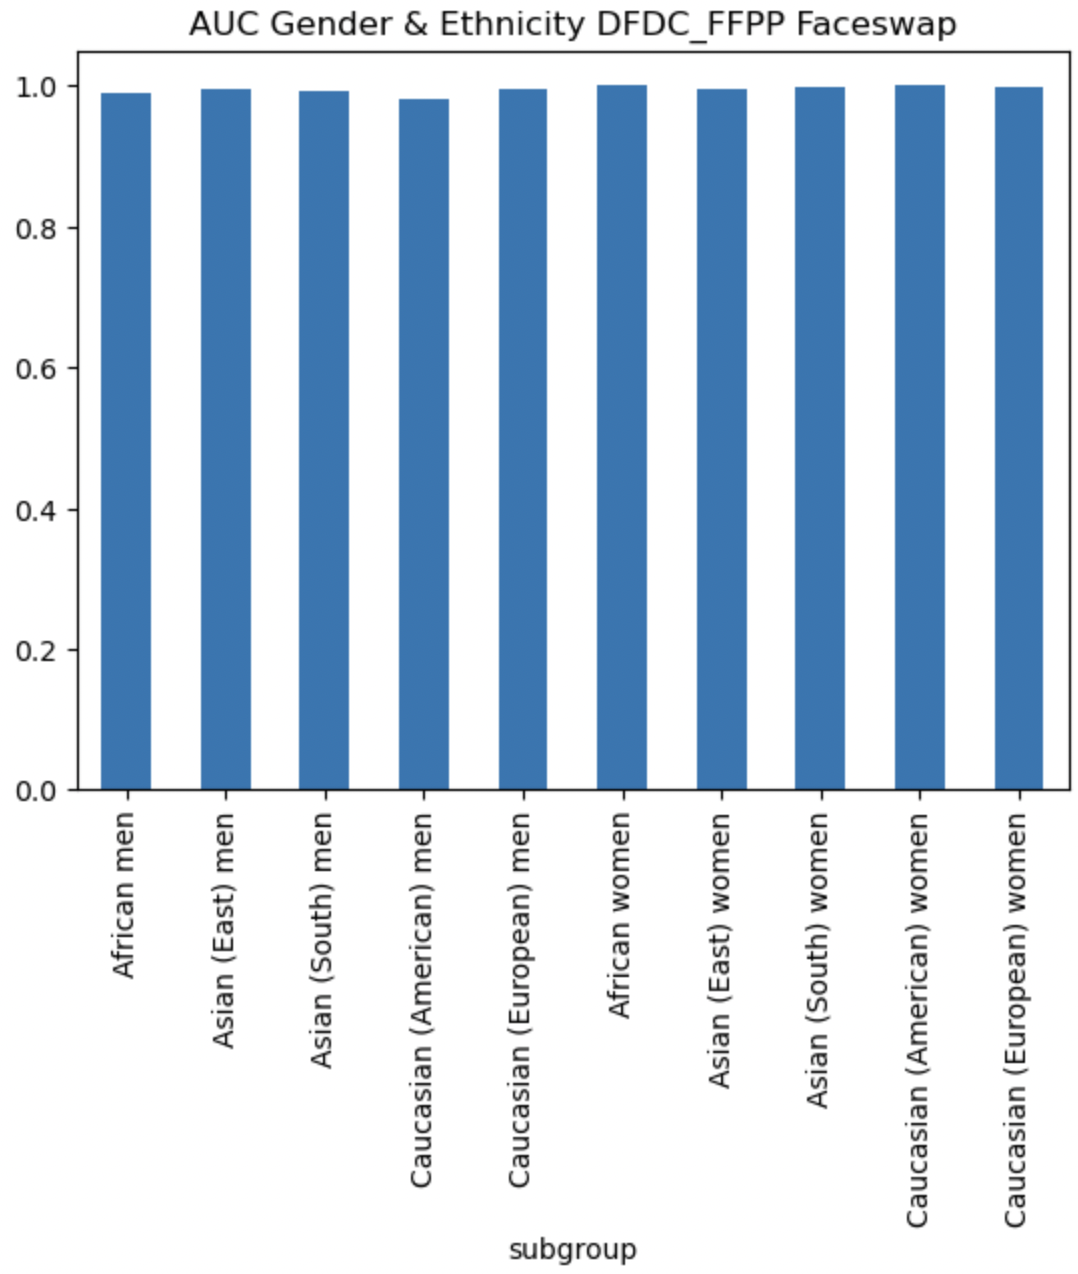 AUC Gender & Ethnicity DFDC_FFPP Faceswap
1.0
0.8
0.6
0.4
0.2
0.0
African men
Asian (East) men
Asian (South) men
Caucasian (American) men
Caucasian (European) men
African women
Asian (East) women
Asian (South) women
Caucasian (American) women
Caucasian (European) women
subgroup